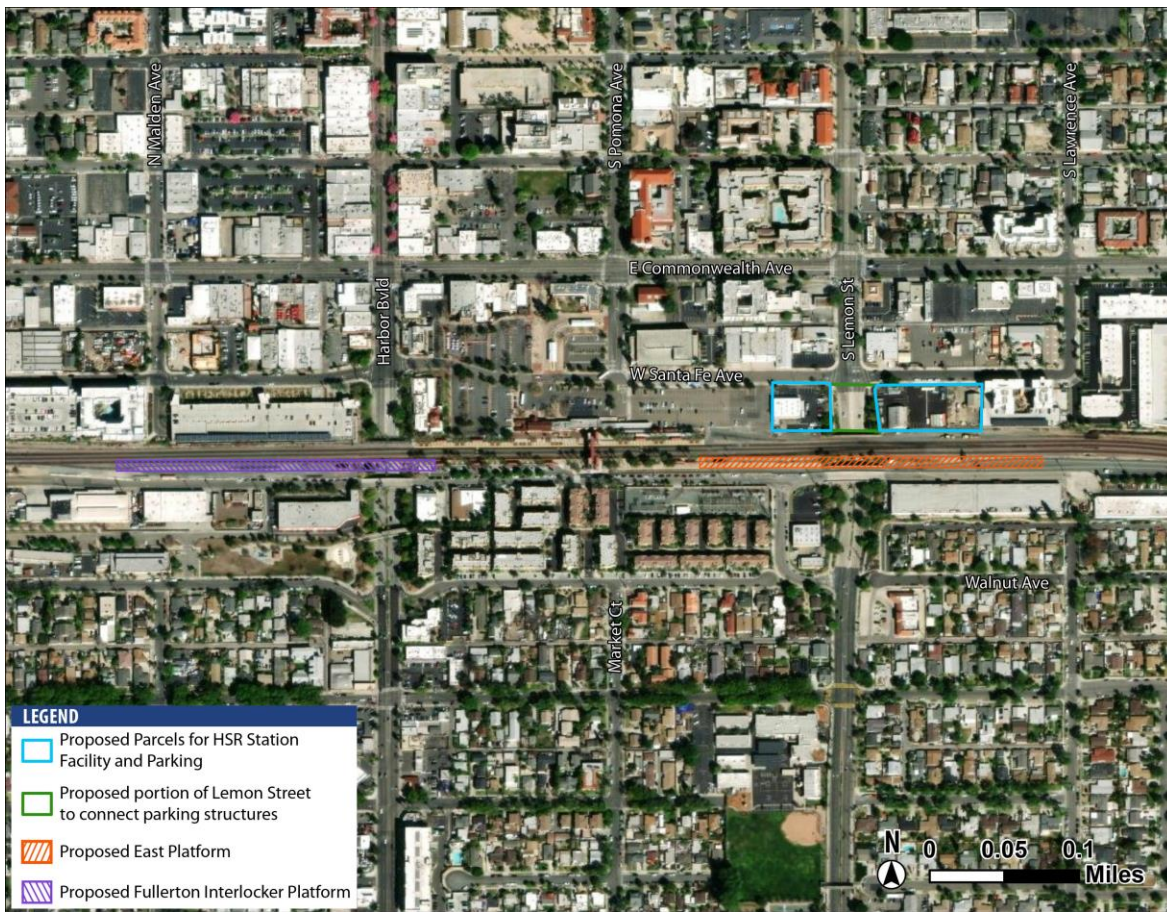 N Malden Ave
Harbor Bvld
S Pomona Ave
E Commonwealth Ave
S Lemon St
S Lawrence Ave
W Santa Fe Ave
Walnut Ave
Market Ct
LEGEND
Proposed Parcels for HSR Station
Facility and Parking
Proposed portion of Lemon Street
to connect parking structures
Proposed East Platform
Proposed Fullerton Interlocker Platform
N
0 0.05 0.1
Miles